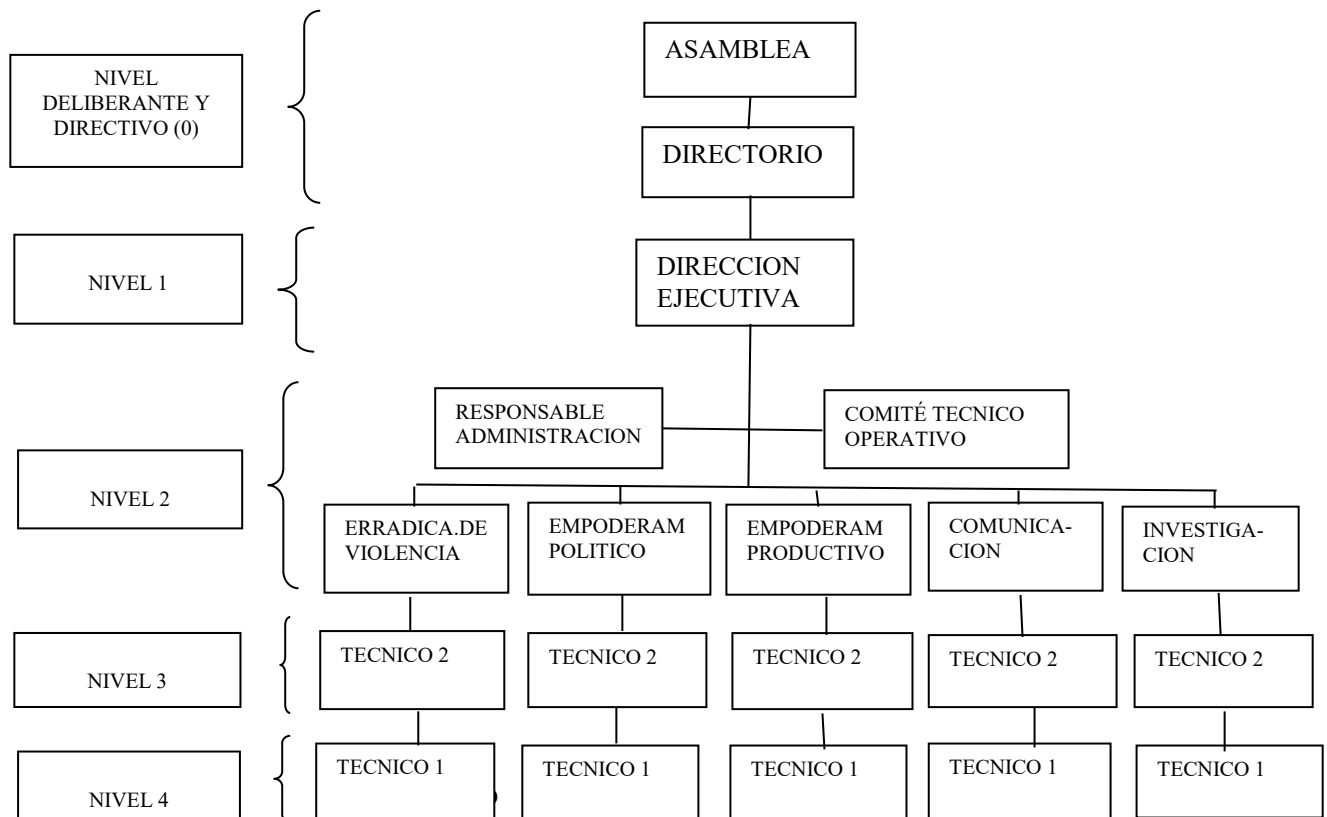 ASAMBLEA
NIVEL
DELIBERANTE Y
DIRECTIVO (0)
DIRECTORIO
NIVEL 1
DIRECCION
EJECUTIVA
RESPONSABLE
ADMINISTRACION
COMITÉ TECNICO
OPERATIVO
NIVEL 2
ERRADICA.DE
VIOLENCIA
EMPODERAM
POLITICO
EMPODERAM
PRODUCTIVO
COMUNICA-
CION
INVESTIGA-
CION
NIVEL 3
TECNICO 2
TECNICO 2
TECNICO 2
TECNICO 2
TECNICO 2
NIVEL 4
TECNICO 1
TECNICO 1
TECNICO 1
TECNICO 1
TECNICO 1